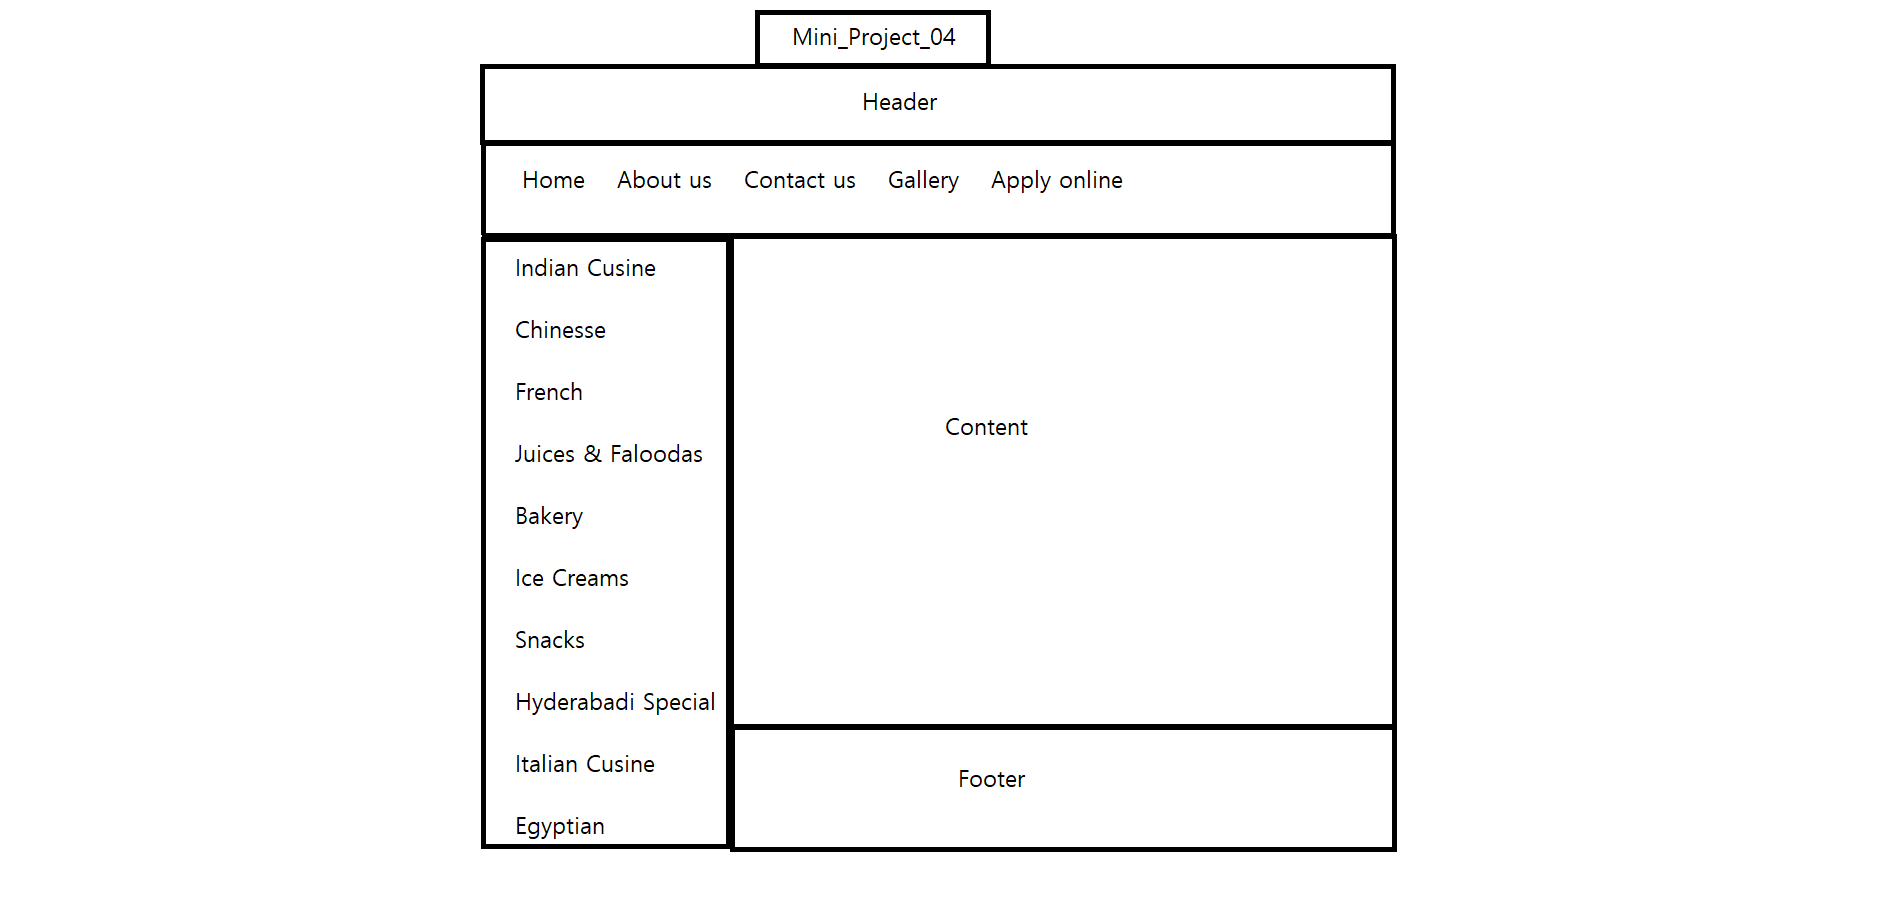 Mini_Project_04
Header
Home About us Contact us Gallery Apply online
Indian Cusine
Chinesse
French
Juices & Faloodas
Bakery
Ice Creams
Snacks
Hyderabadi Special
Italian Cusine
Egyptian
Content
Footer